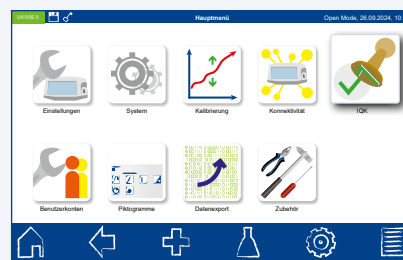 UV/VIS 6
Hauptmenü
Open Mode, 26.09.2024, 10
Einstellungen
System
Kalibrierung
Konnektivität
IQK
Benutzerkonten
Piktogramme
Datenexport
Zubehör